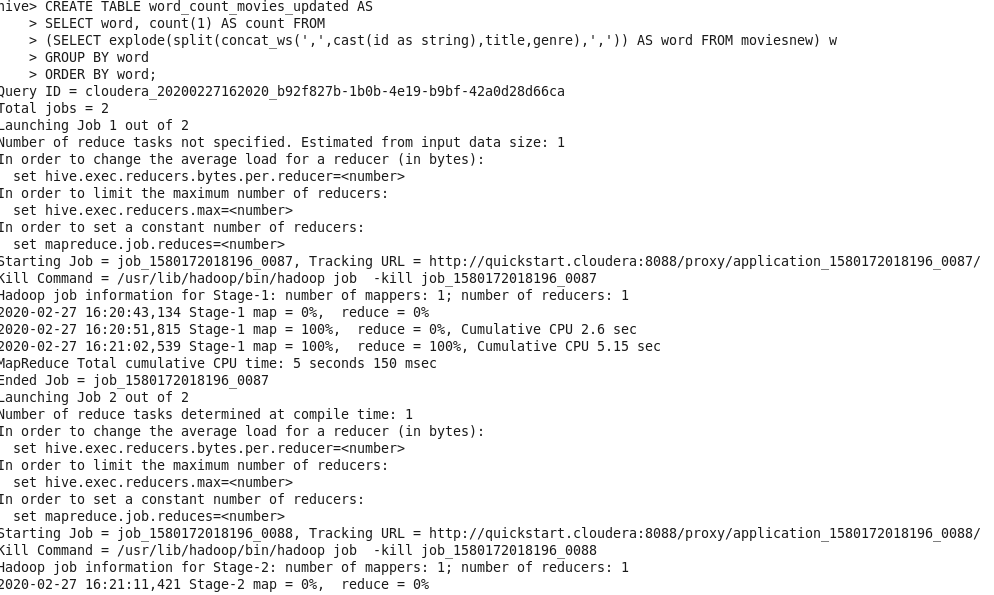 hive> CREATE TABLE word_count_movies_updated AS
    > SELECT word, count(1) AS count FROM
    > (SELECT explode(split(concat_ws(',',cast(id as string),title,genre),',')) AS word FROM moviesnew) w
    > GROUP BY word
    > ORDER BY word;
Query ID = cloudera_20200227162020_b92f827b-1b0b-4e19-b9bf-42a0d28d66ca
Total jobs = 2
Launching Job 1 out of 2
Number of reduce tasks not specified. Estimated from input data size: 1
In order to change the average load for a reducer (in bytes):
  set hive.exec.reducers.bytes.per.reducer=<number>
In order to limit the maximum number of reducers:
  set hive.exec.reducers.max=<number>
In order to set a constant number of reducers:
  set mapreduce.job.reduces=<number>
Starting Job = job_1580172018196_0087, Tracking URL = http://quickstart.cloudera:8088/proxy/application_1580172018196_0087/
Kill Command = /usr/lib/hadoop/bin/hadoop job  -kill job_1580172018196_0087
Hadoop job information for Stage-1: number of mappers: 1; number of reducers: 1
2020-02-27 16:20:43,134 Stage-1 map = 0%,  reduce = 0%
2020-02-27 16:20:51,815 Stage-1 map = 100%,  reduce = 0%, Cumulative CPU 2.6 sec
2020-02-27 16:21:02,539 Stage-1 map = 100%,  reduce = 100%, Cumulative CPU 5.15 sec
MapReduce Total cumulative CPU time: 5 seconds 150 msec
Ended Job = job_1580172018196_0087
Launching Job 2 out of 2
Number of reduce tasks determined at compile time: 1
In order to change the average load for a reducer (in bytes):
  set hive.exec.reducers.bytes.per.reducer=<number>
In order to limit the maximum number of reducers:
  set hive.exec.reducers.max=<number>
In order to set a constant number of reducers:
  set mapreduce.job.reduces=<number>
Starting Job = job_1580172018196_0088, Tracking URL = http://quickstart.cloudera:8088/proxy/application_1580172018196_0088/
Kill Command = /usr/lib/hadoop/bin/hadoop job  -kill job_1580172018196_0088
Hadoop job information for Stage-2: number of mappers: 1; number of reducers: 1
2020-02-27 16:21:11,421 Stage-2 map = 0%,  reduce = 0%